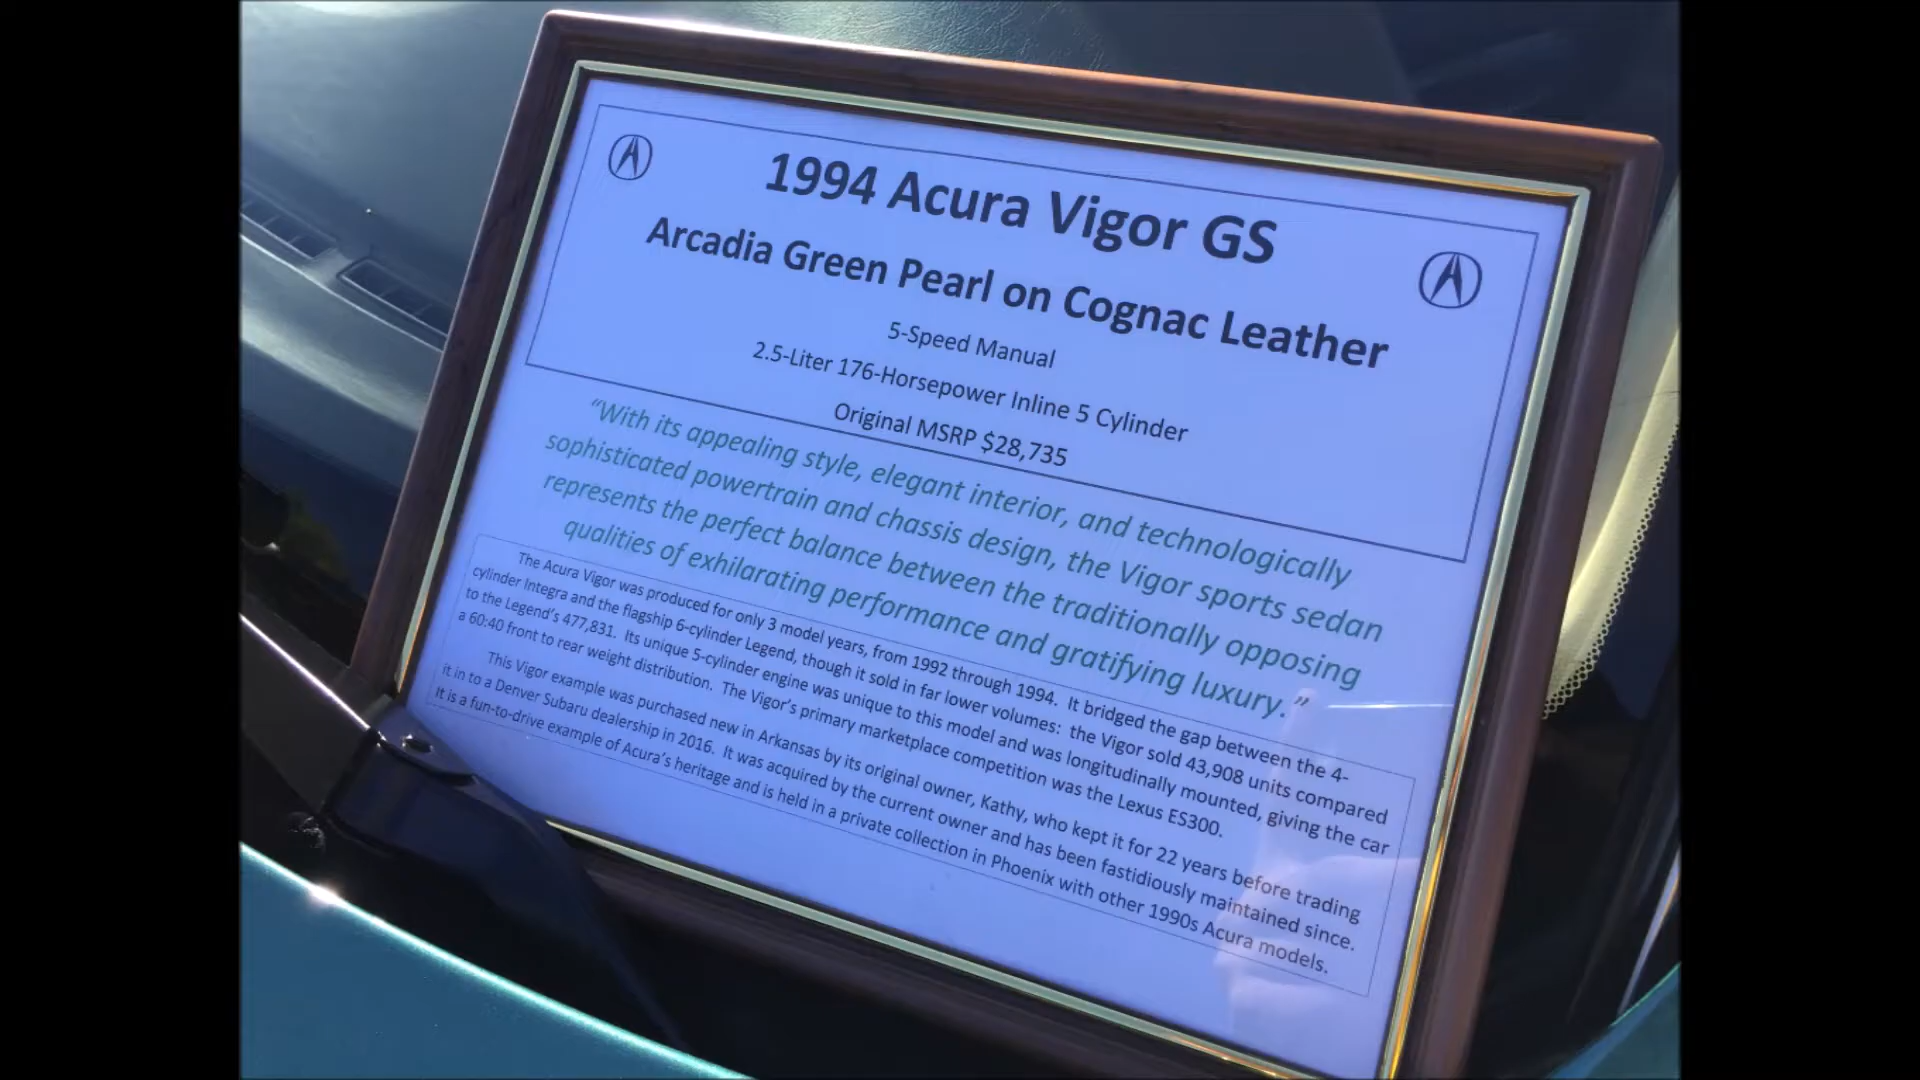 1994 Acura Vigor GS
Arcadia Green Pearl on Cognac Leather
5-Speed Manual
2.5-Liter 176-Horsepower Inline 5 Cylinder
Original MSRP $28,735
“With its appealing style, elegant interior, and technologically
sophisticated powertrain and chassis design, the Vigor sports sedan
represents the perfect balance between the traditionally opposing
qualities of exhilarating performance and gratifying luxury.”
The Acura Vigor was produced for only 3 model years, from 1992 through 1994. It bridged the gap between the 4-
cylinder Integra and the flagship 6-cylinder Legend, though it sold in far lower volumes: the Vigor sold 43,908 units compared
to the Legend's 477,831. Its unique 5-cylinder engine was unique to this model and was longitudinally mounted, giving the car
a 60:40 front to rear weight distribution. The Vigor's primary marketplace competition was the Lexus ES300.
This Vigor example was purchased new in Arkansas by its original owner, Kathy, who kept it for 22 years before trading
it in to a Denver Subaru dealership in 2016. It was acquired by the current owner and has been fastidiously maintained since.
It is a fun-to-drive example of Acura's heritage and is held in a private collection in Phoenix with other 1990s Acura models.